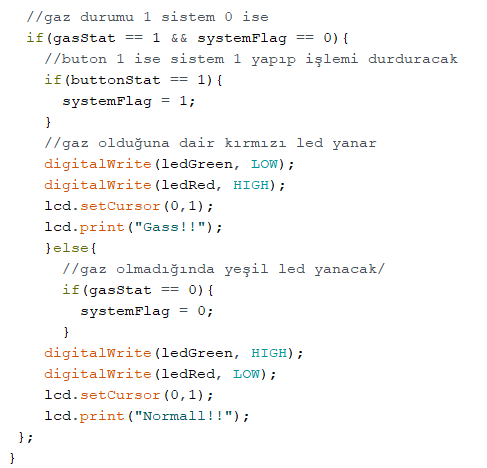 //gaz durumu 1 sistem 0 ise
if(gasStat == 1 && systemFlag == 0){
//buton 1 ise sistem 1 yapıp işlemi durduracak
if(buttonStat == 1){
systemFlag = 1;
}
//gaz olduğuna dair kırmızı led yanar
digitalWrite(ledGreen, LOW);
digitalWrite(ledRed, HIGH);
lcd.setCursor(0,1);
lcd.print("Gass!!");
}else{
//gaz olmadığında yeşil led yanacak/
if(gasStat == 0){
systemFlag = 0;
}
digitalWrite(ledGreen, HIGH);
digitalWrite(ledRed, LOW);
lcd.setCursor(0,1);
lcd.print("Normall!!");
};
}